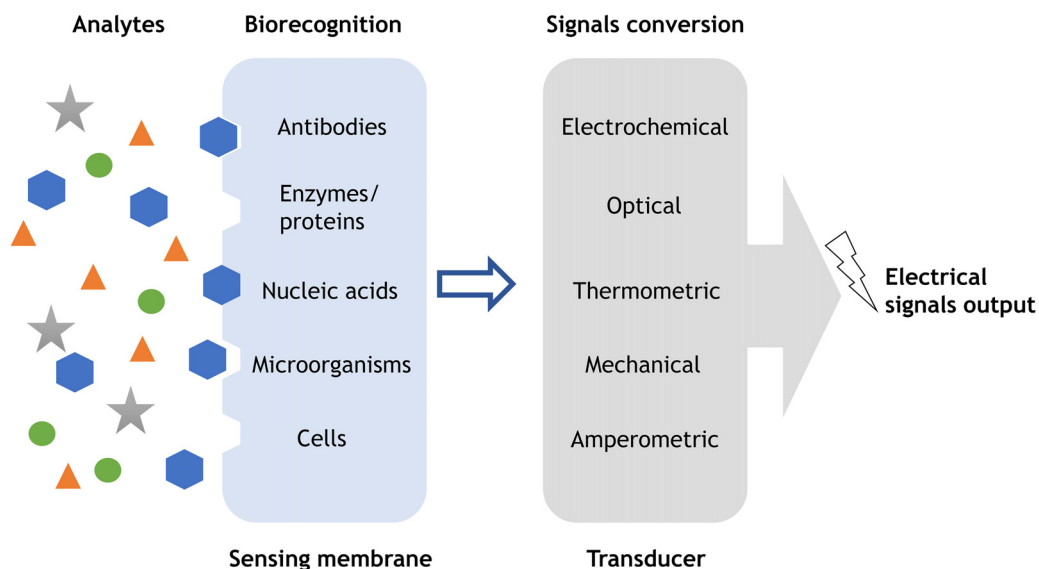 Analytes
Biorecognition
Signals conversion
Antibodies
Enzymes/
proteins
Nucleic acids
Microorganisms
Cells
Electrochemical
Optical
Thermometric
Mechanical
Amperometric
Electrical
signals output
Sensing membrane
Transducer